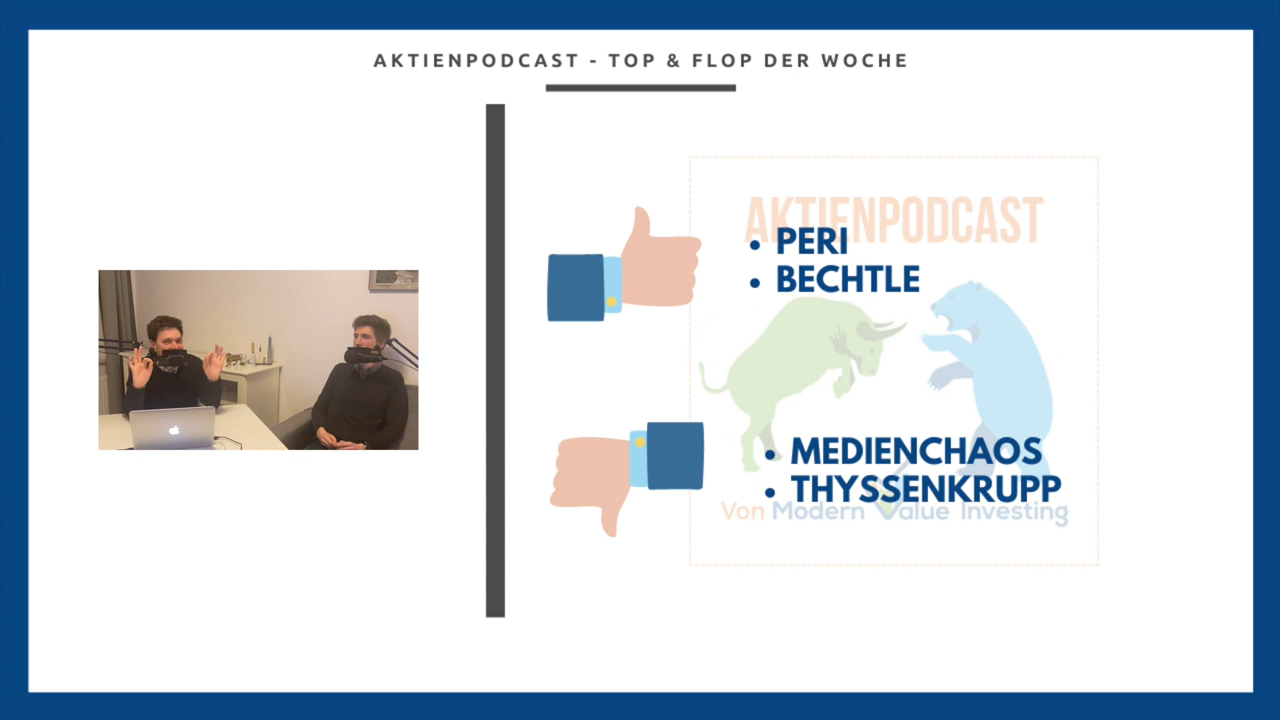 AKTIENPODCAST - TOP & FLOP DER WOCHE
AKTIENPODCAST
• PERI
• BECHTLE
• MEDIENCHAOS
• THYSSENKRUPP
Von Modern Value Investing